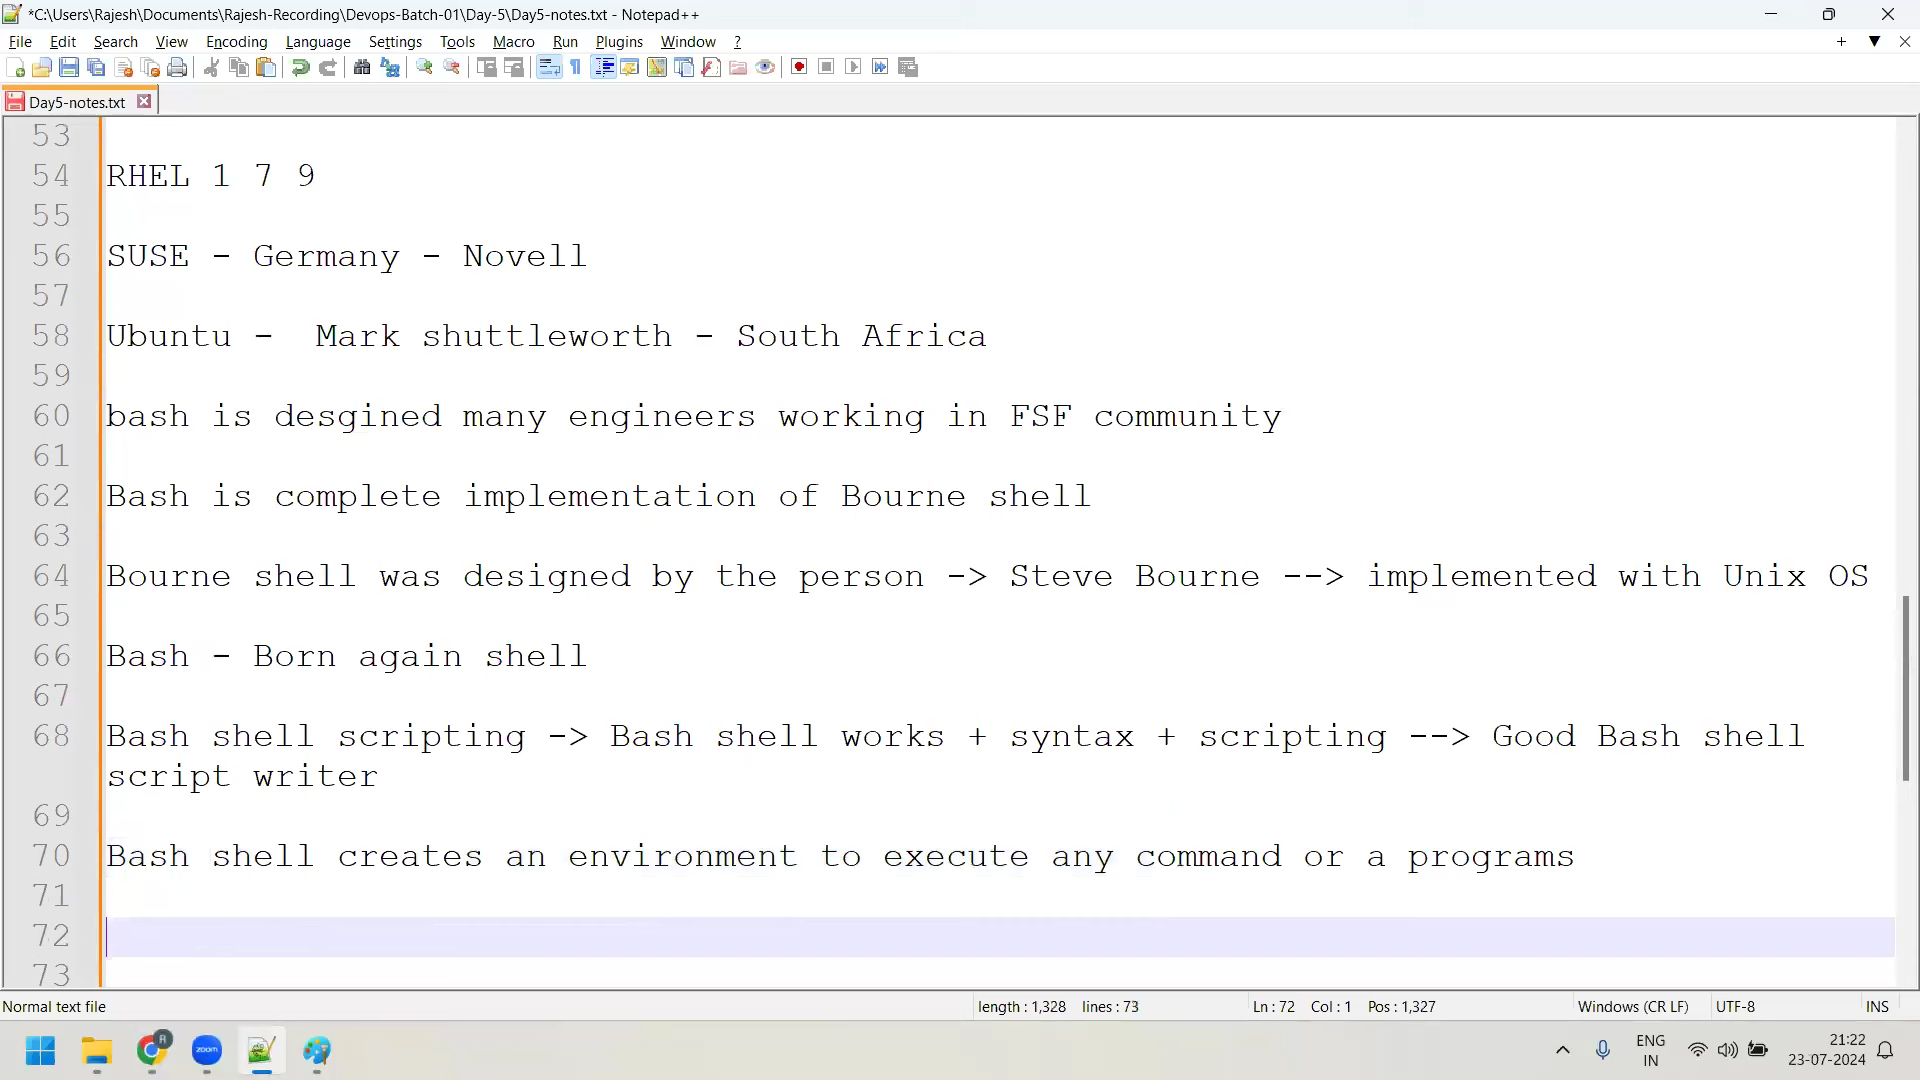 *C:\Users\Rajesh\Documents\Rajesh-Recording\Devops-Batch-01\Day-5\Day5-notes.txt - Notepad++
File Edit Search View Encoding Language Settings Tools Macro Run Plugins Window ?
Day5-notes.txt
53
54 RHEL 1 7 9
55
56 SUSE - Germany - Novell
57
58 Ubuntu -  Mark shuttleworth - South Africa
59
60 bash is desgined many engineers working in FSF community
61
62 Bash is complete implementation of Bourne shell
63
64 Bourne shell was designed by the person -> Steve Bourne --> implemented with Unix OS
65
66 Bash - Born again shell
67
68 Bash shell scripting -> Bash shell works + syntax + scripting --> Good Bash shell
script writer
69
70 Bash shell creates an environment to execute any command or a programs
71
72
73
Normal text file length : 1,328 lines : 73 Ln : 72 Col : 1 Pos : 1,327 Windows (CR LF) UTF-8 INS
R
zoom
ENG
IN
21:22
23-07-2024